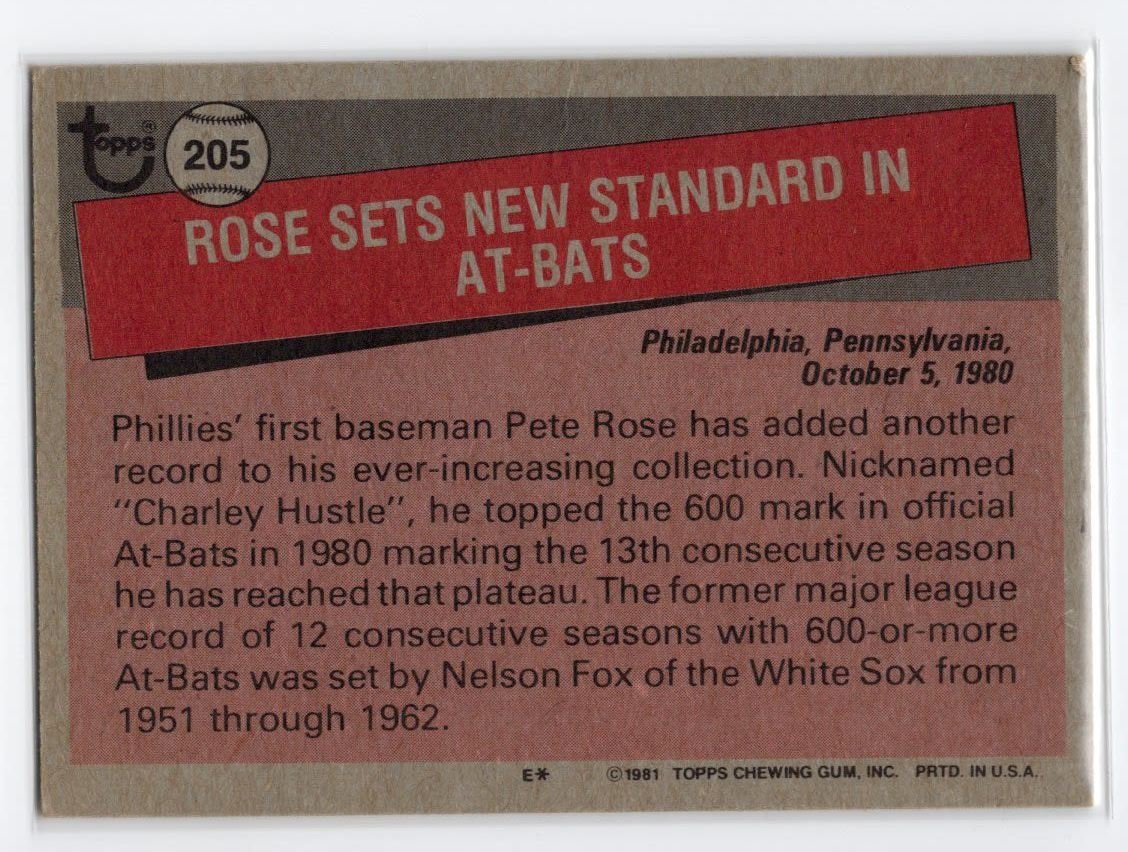 topps®
205
ROSE SETS NEW STANDARD IN
AT-BATS
Philadelphia, Pennsylvania,
October 5, 1980
Phillies' first baseman Pete Rose has added another
record to his ever-increasing collection. Nicknamed
"Charley Hustle", he topped the 600 mark in official
At-Bats in 1980 marking the 13th consecutive season
he has reached that plateau. The former major league
record of 12 consecutive seasons with 600-or-more
At-Bats was set by Nelson Fox of the White Sox from
1951 through 1962.
E* ©1981 TOPPS CHEWING GUM, INC. PRTD. IN U.S.A.